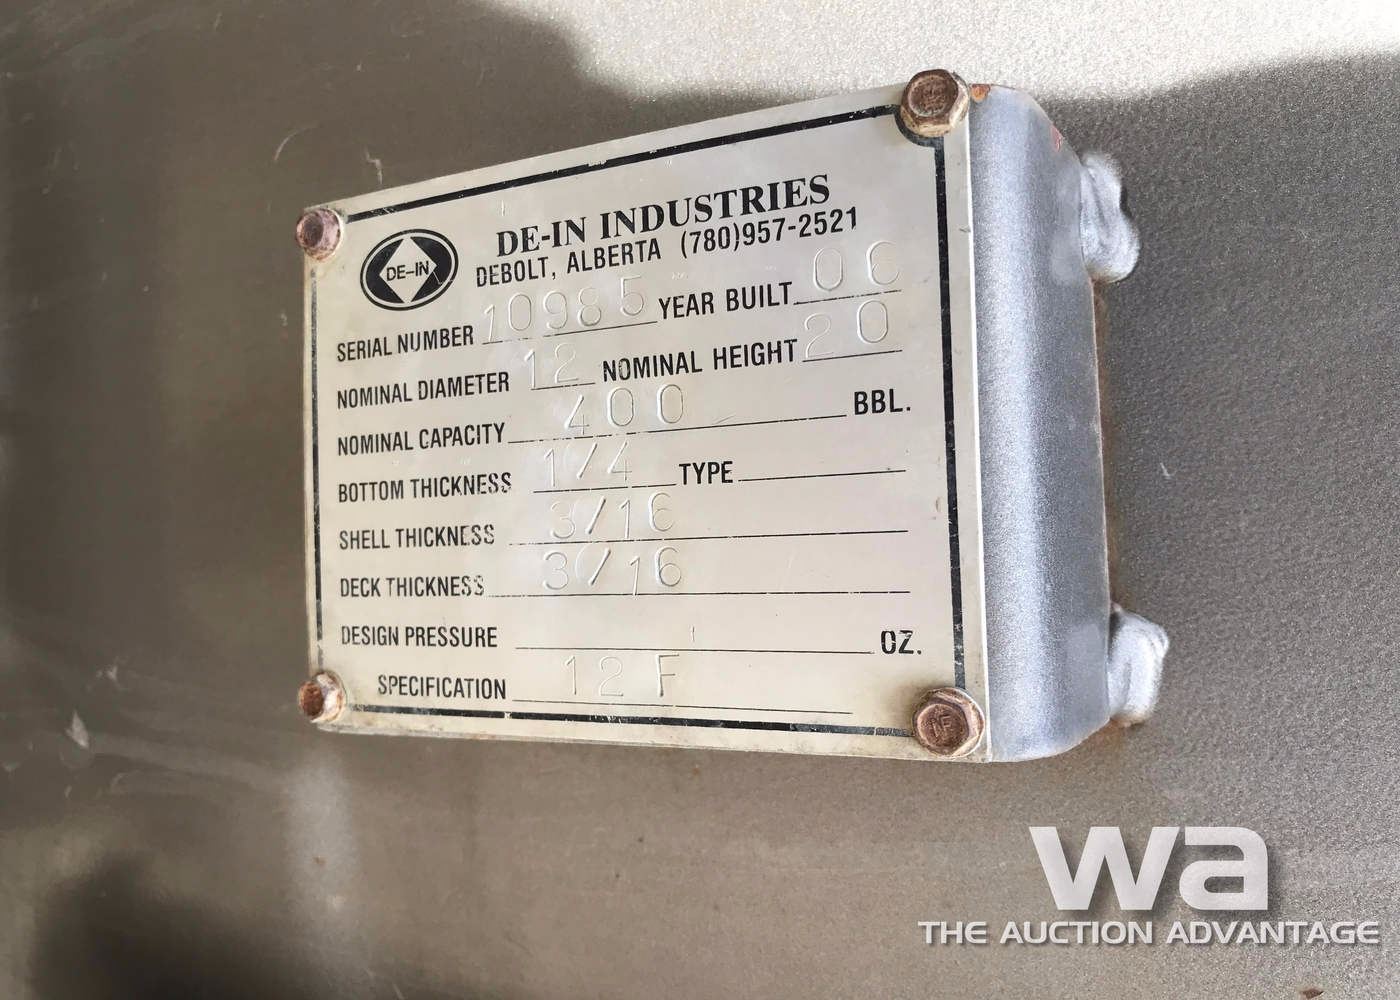 DE-IN
DE-IN INDUSTRIES
DEBOLT, ALBERTA (780)957-2521
SERIAL NUMBER 10985 YEAR BUILT 06
NOMINAL DIAMETER 12 NOMINAL HEIGHT 20
NOMINAL CAPACITY 400 BBL.
BOTTOM THICKNESS 1/4 TYPE
SHELL THICKNESS 3/16
DECK THICKNESS 3/16
DESIGN PRESSURE OZ.
SPECIFICATION 12F
NF
wa
THE AUCTION ADVANTAGE